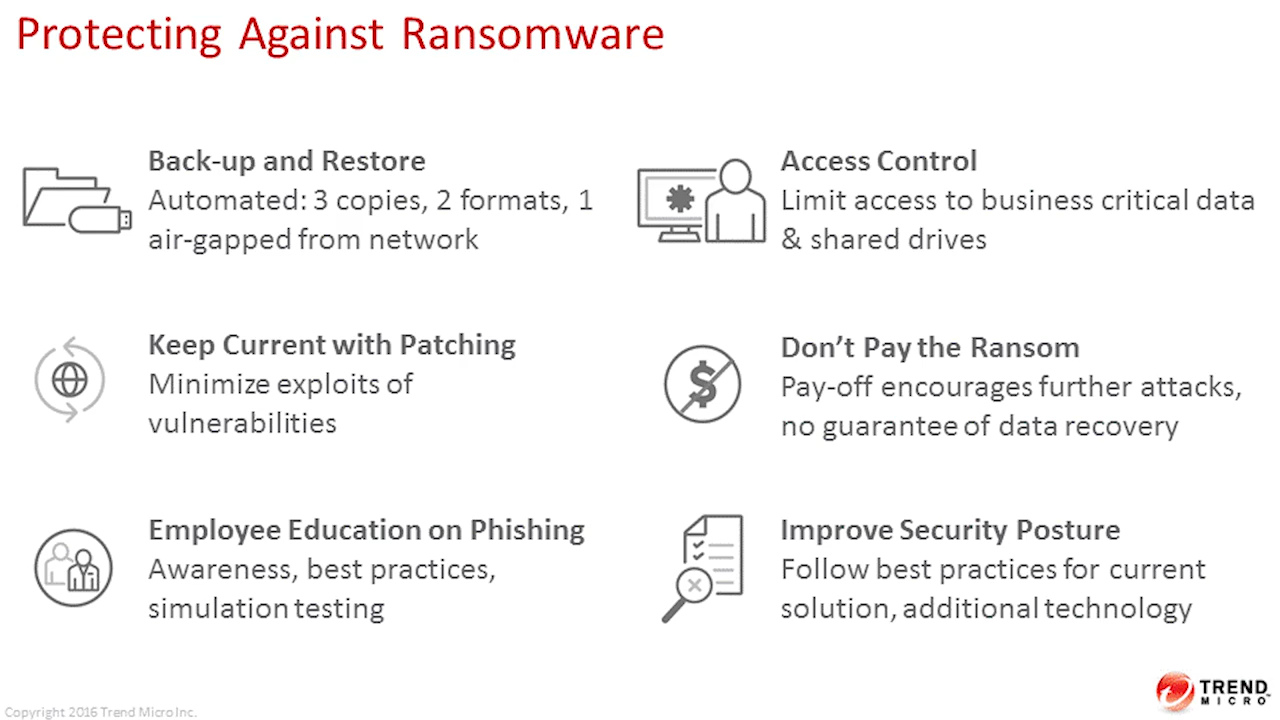 Protecting Against Ransomware
Back-up and Restore
Automated: 3 copies, 2 formats, 1
air-gapped from network
Access Control
Limit access to business critical data
& shared drives
Keep Current with Patching
Minimize exploits of
vulnerabilities
Don’t Pay the Ransom
Pay-off encourages further attacks,
no guarantee of data recovery
Employee Education on Phishing
Awareness, best practices,
simulation testing
Improve Security Posture
Follow best practices for current
solution, additional technology
Copyright 2016 Trend Micro Inc.
TREND
MICRO